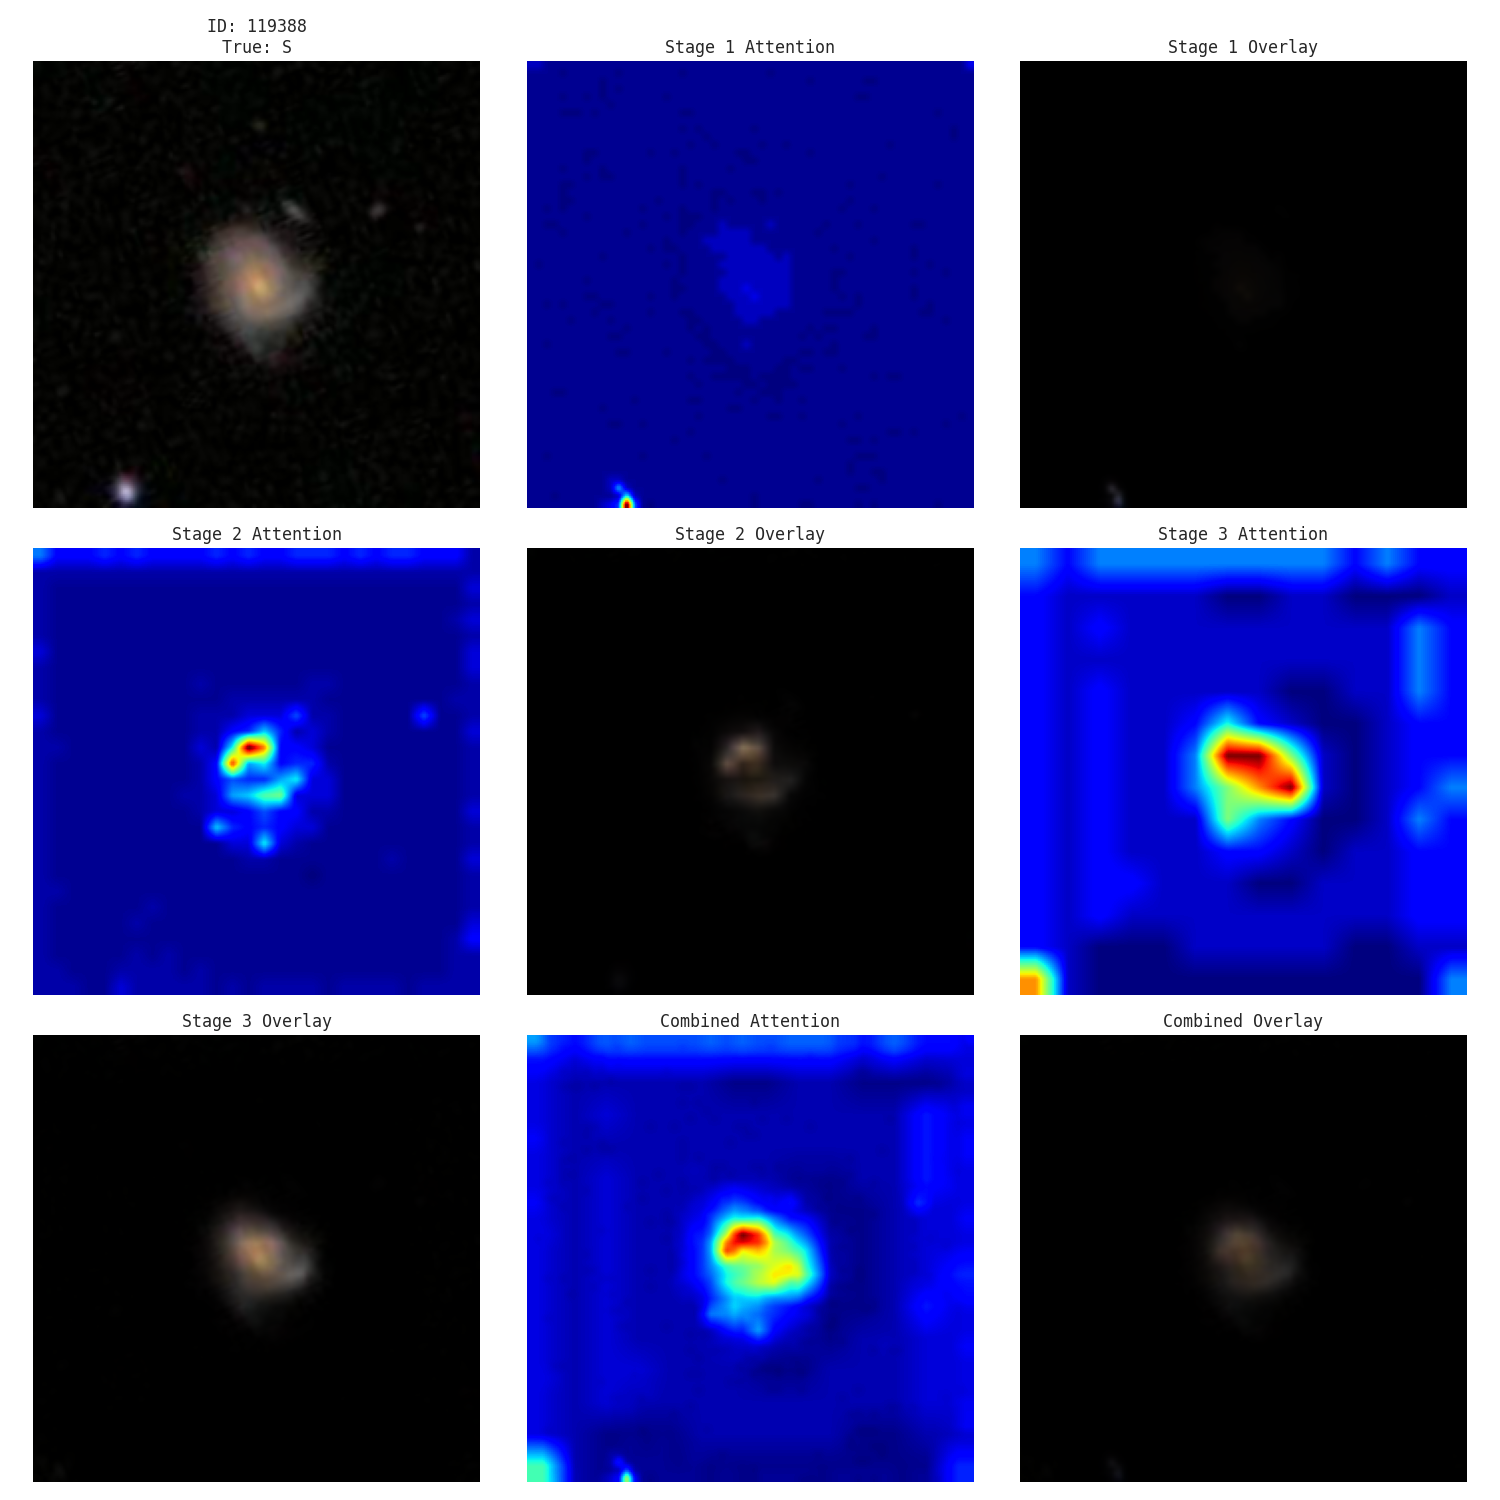 ID: 119388
True: S
Stage 1 Attention
Stage 1 Overlay
Stage 2 Attention
Stage 2 Overlay
Stage 3 Attention
Stage 3 Overlay
Combined Attention
Combined Overlay